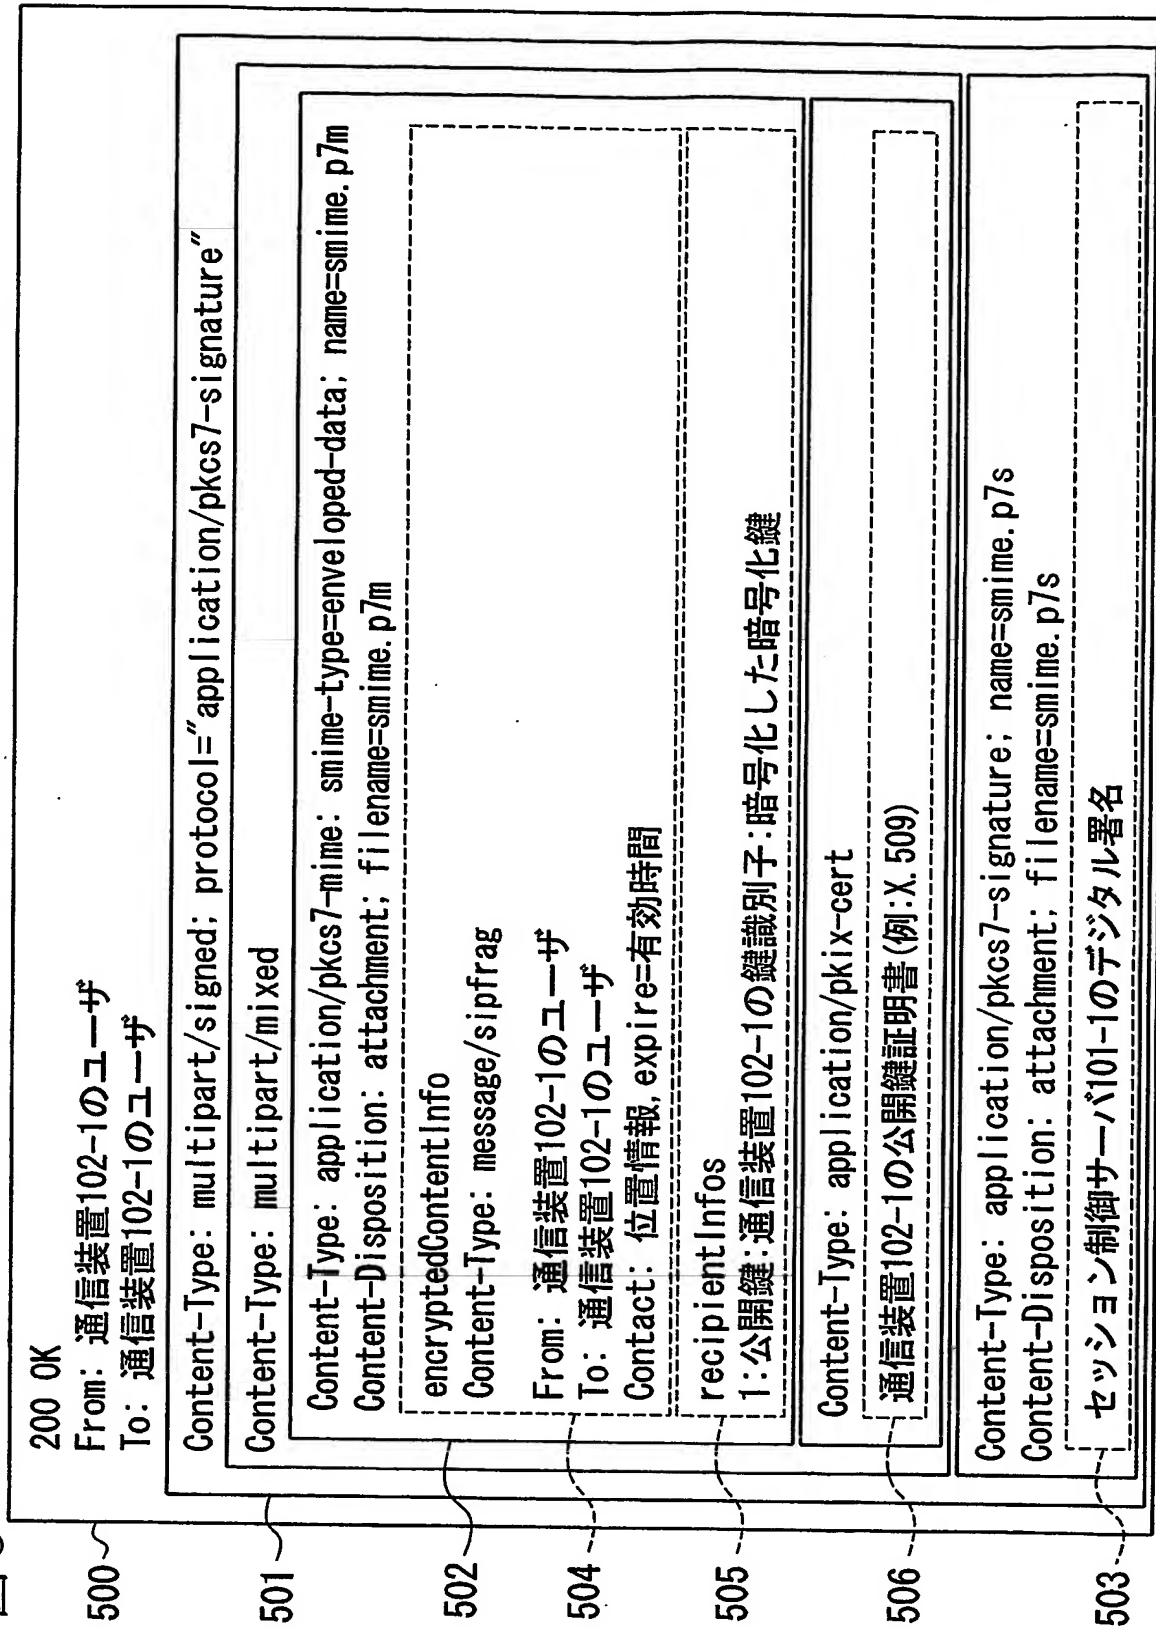 200 OK
From: 通信装置102-1のユーザ
To: 通信装置102-1のユーザ
Content-Type: multipart/signed; protocol="application/pkcs7-signature"
Content-Type: multipart/mixed
Content-Type: application/pkcs7-mime: smime-type=enveloped-data; name=smime.p7m
Content-Disposition: attachment; filename=smime.p7m
encryptedContentInfo
Content-Type: message/sipfrag
From: 通信装置102-1のユーザ
To: 通信装置102-1のユーザ
Contact: 位置情報,expire=有効時間
recipientInfos
1:公開鍵:通信装置102-1の鍵識別子:暗号化した暗号化鍵
Content-Type: application/pkix-cert
通信装置102-1の公開鍵証明書(例:X.509)
Content-Type: application/pkcs7-signature; name=smime.p7s
Content-Disposition: attachment; filename=smime.p7s
セッション制御サーバ101-1のデジタル署名
500
501
502
504
505
506
503